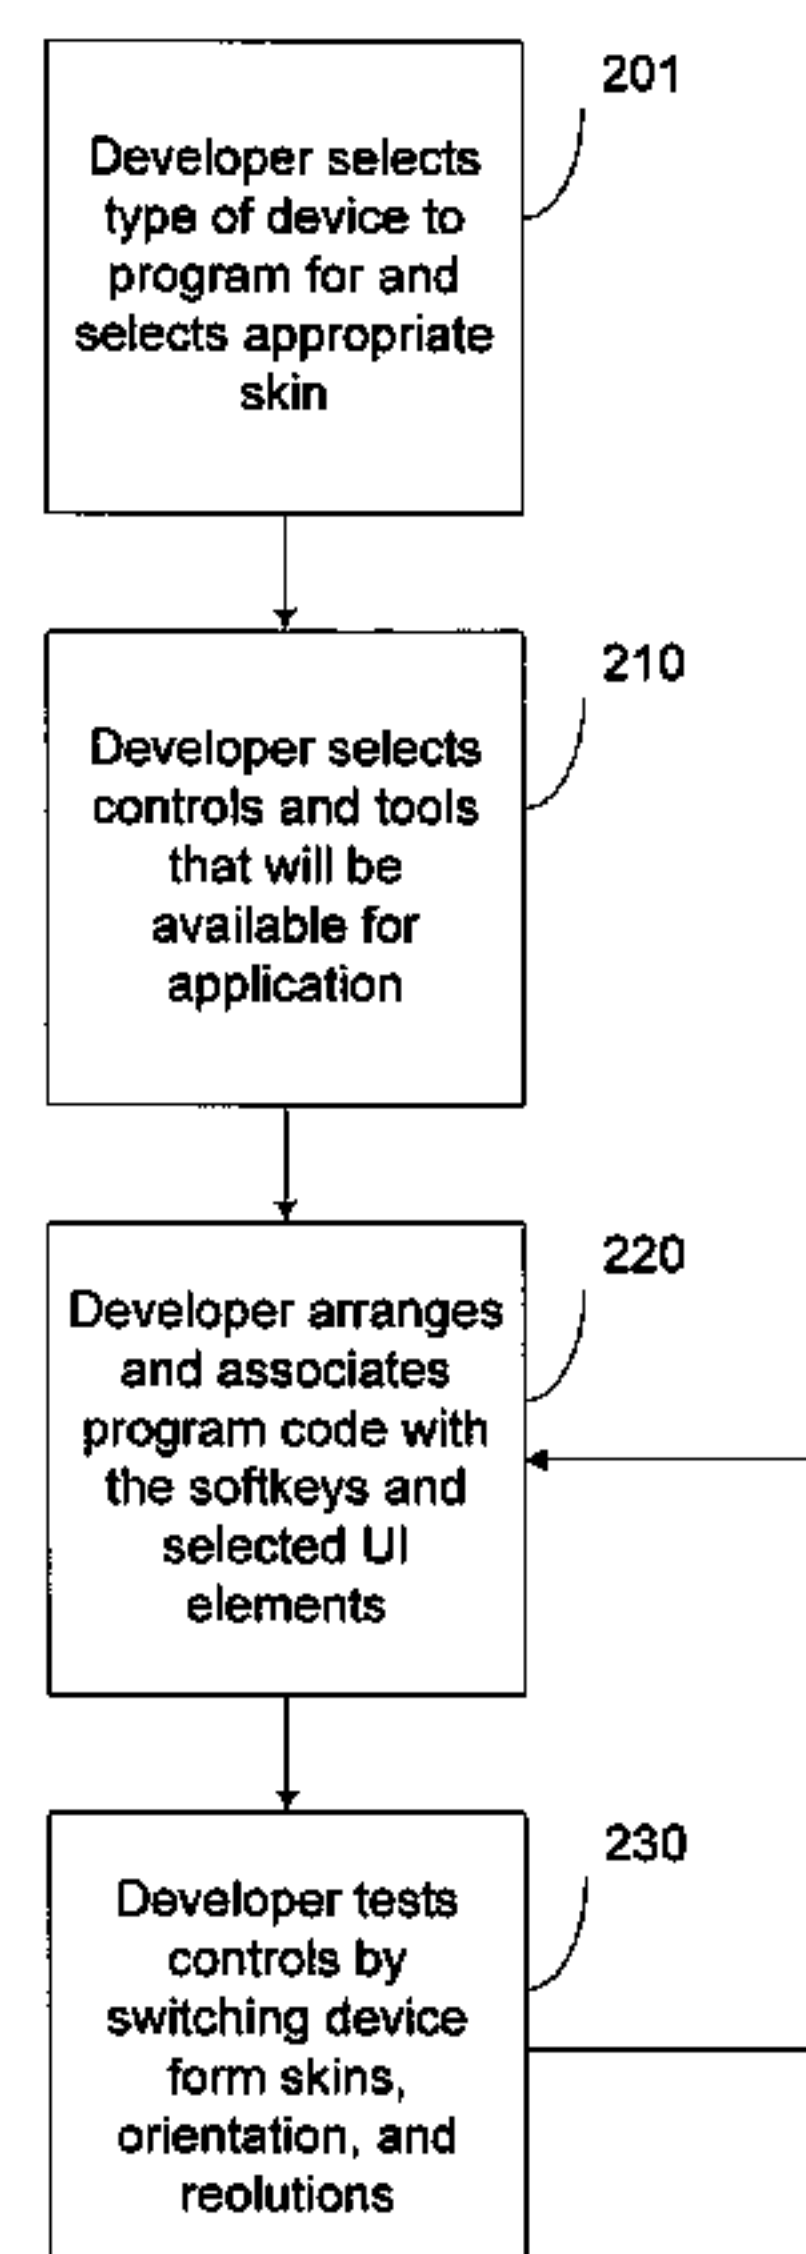 201
Developer selects
type of device to
program for and
selects appropriate
skin
210
Developer selects
controls and tools
that will be
available for
application
220
Developer arranges
and associates
program code with
the softkeys and
selected UI
elements
230
Developer tests
controls by
switching device
form skins,
orientation, and
reolutions